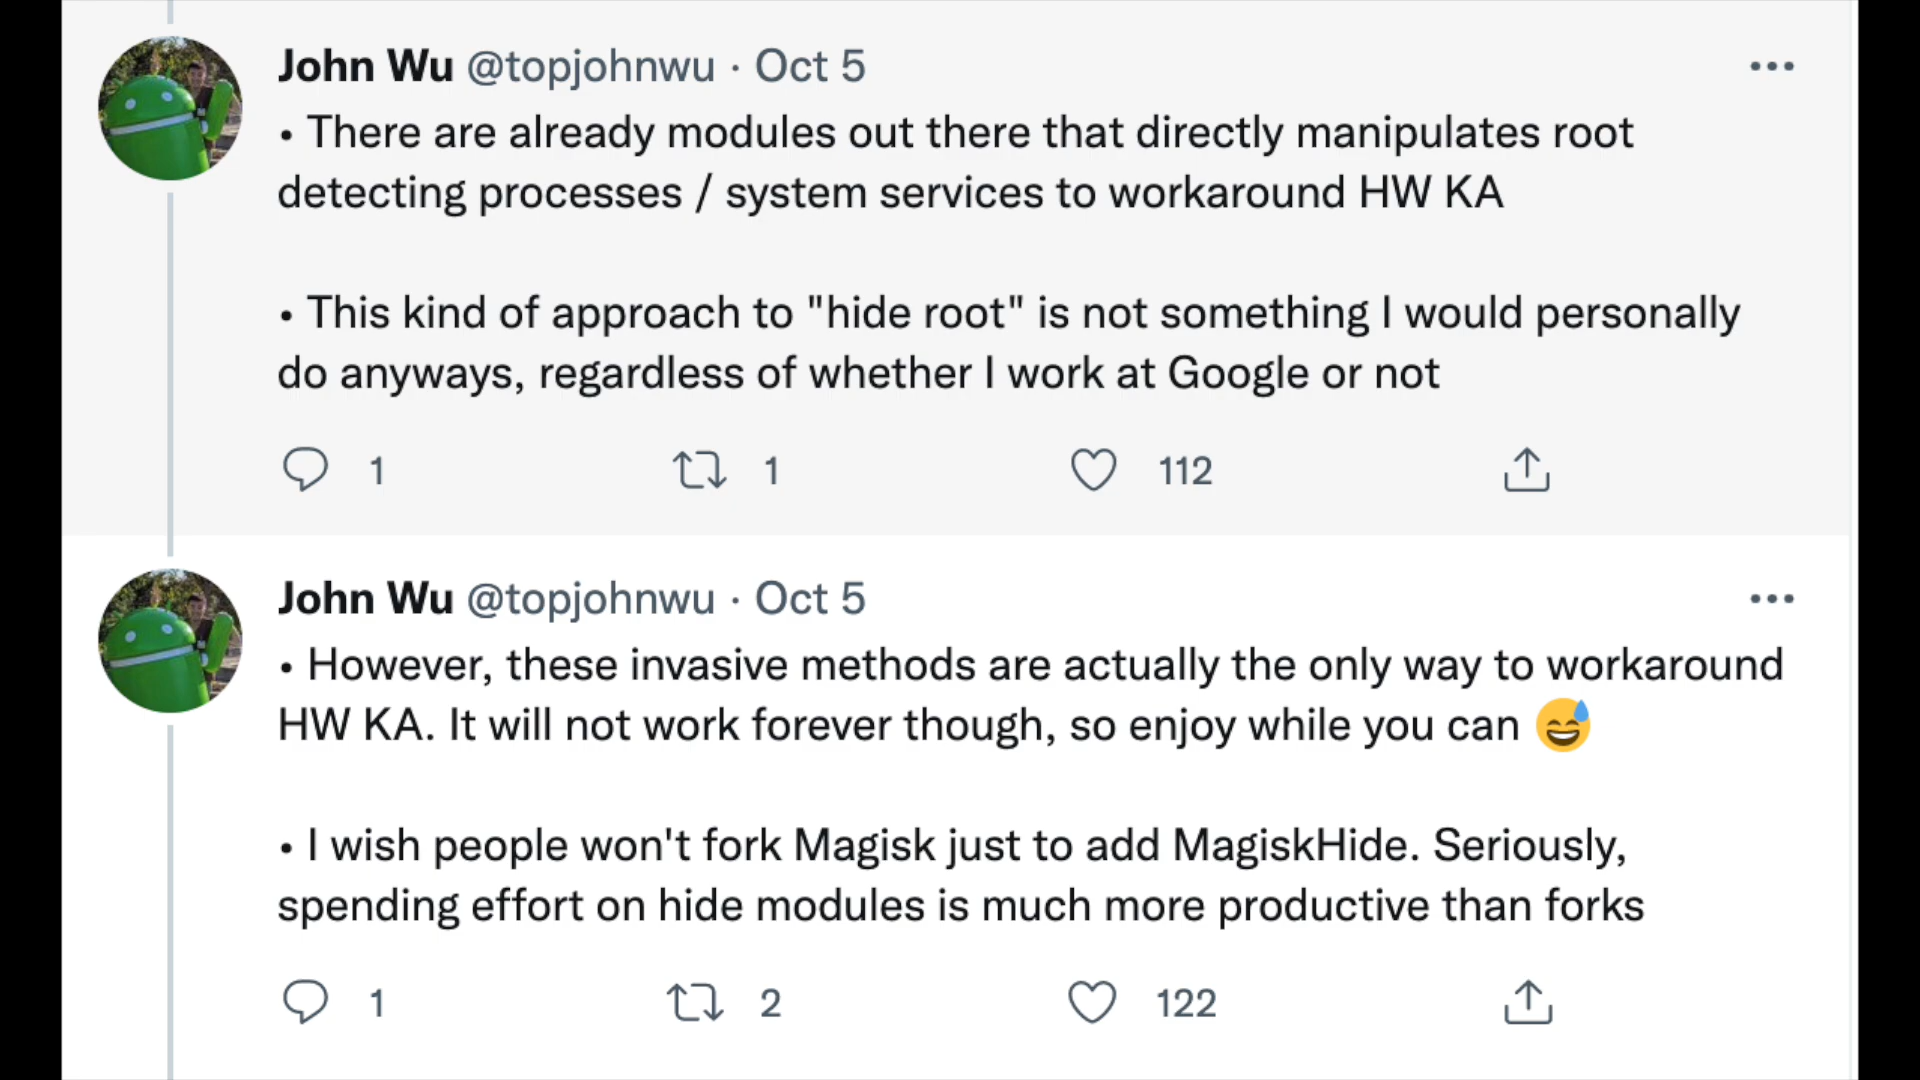 John Wu @topjohnwu · Oct 5
• There are already modules out there that directly manipulates root
detecting processes / system services to workaround HW KA
• This kind of approach to "hide root" is not something I would personally
do anyways, regardless of whether I work at Google or not
1 1 112
John Wu @topjohnwu · Oct 5
• However, these invasive methods are actually the only way to workaround
HW KA. It will not work forever though, so enjoy while you can 😅
• I wish people won't fork Magisk just to add MagiskHide. Seriously,
spending effort on hide modules is much more productive than forks
1 2 122